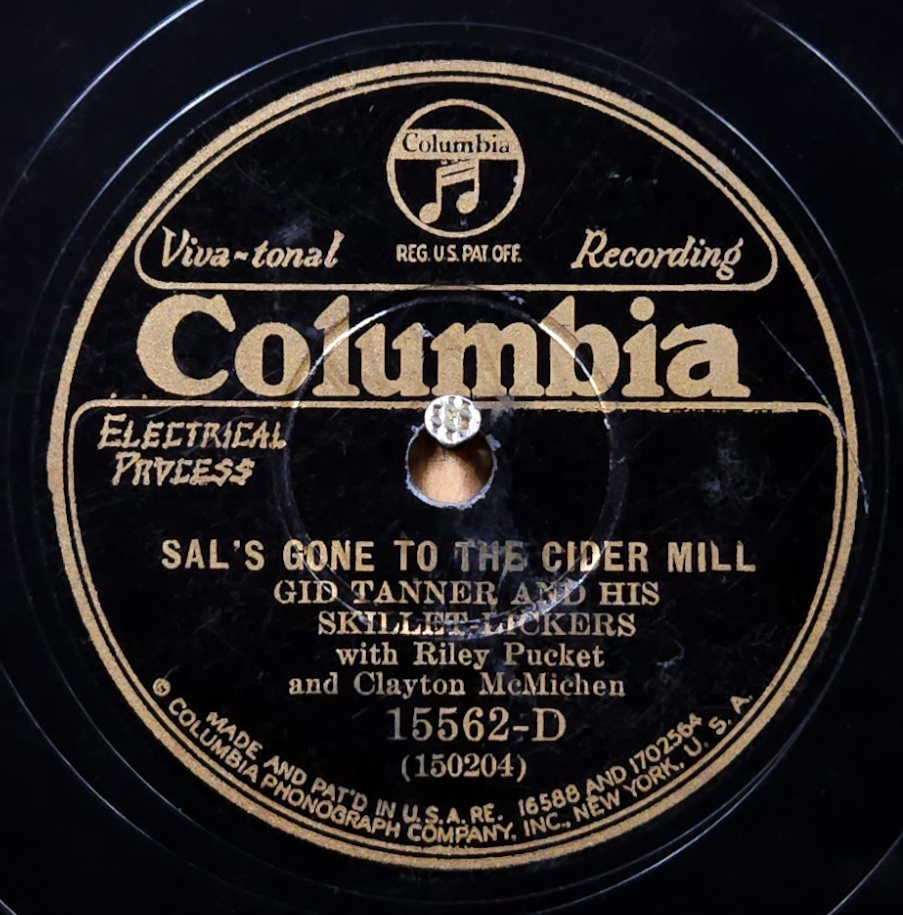 Columbia
Viva-tonal
REG. U.S. PAT. OFF.
Recording
Columbia
ELECTRICAL
PROCESS
SAL'S GONE TO THE CIDER MILL
GID TANNER AND HIS
SKILLET-LICKERS
with Riley Pucket
and Clayton McMichen
15562-D
(150204)
MADE AND PAT'D IN U.S.A. RE. 16588 AND 1702564
© COLUMBIA PHONOGRAPH COMPANY, INC., NEW YORK, U. S. A.